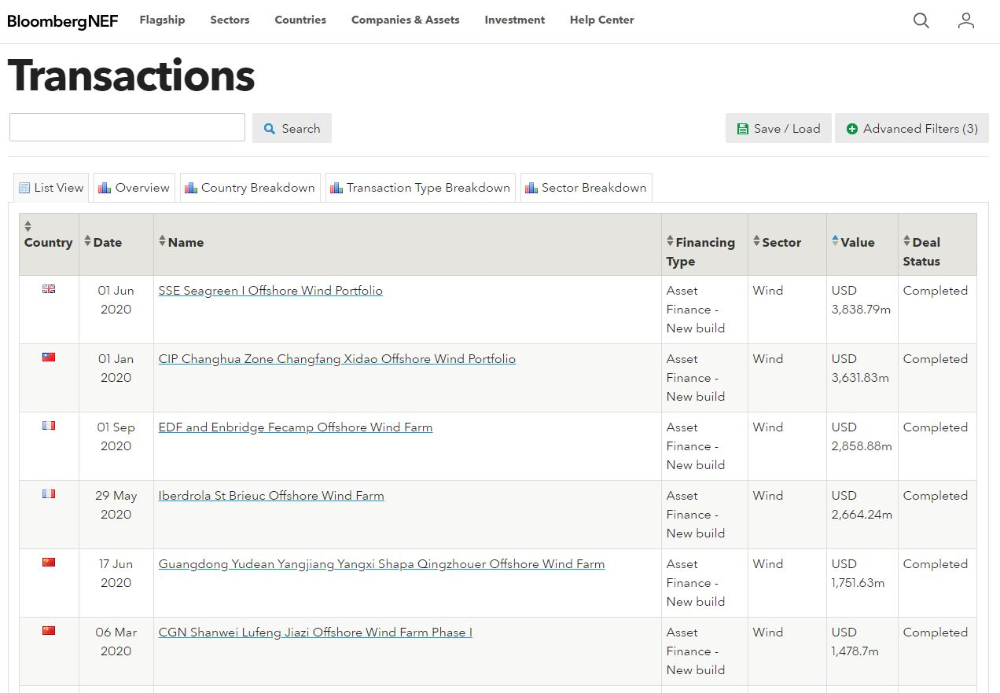 BloombergNEF Flagship Sectors Countries Companies & Assets Investment Help Center
Transactions
Search Save / Load Advanced Filters (3)
List View Overview Country Breakdown Transaction Type Breakdown Sector Breakdown
Country Date Name Financing Type Sector Value Deal Status
01 Jun 2020 SSE Seagreen I Offshore Wind Portfolio Asset Finance - New build Wind USD 3,838.79m Completed
01 Jan 2020 CIP Changhua Zone Changfang Xidao Offshore Wind Portfolio Asset Finance - New build Wind USD 3,631.83m Completed
01 Sep 2020 EDF and Enbridge Fecamp Offshore Wind Farm Asset Finance - New build Wind USD 2,858.88m Completed
29 May 2020 Iberdrola St Brieuc Offshore Wind Farm Asset Finance - New build Wind USD 2,664.24m Completed
17 Jun 2020 Guangdong Yudean Yangjiang Yangxi Shapa Qingzhouer Offshore Wind Farm Asset Finance - New build Wind USD 1,751.63m Completed
06 Mar 2020 CGN Shanwei Lufeng Jiazi Offshore Wind Farm Phase I Asset Finance - New build Wind USD 1,478.7m Completed